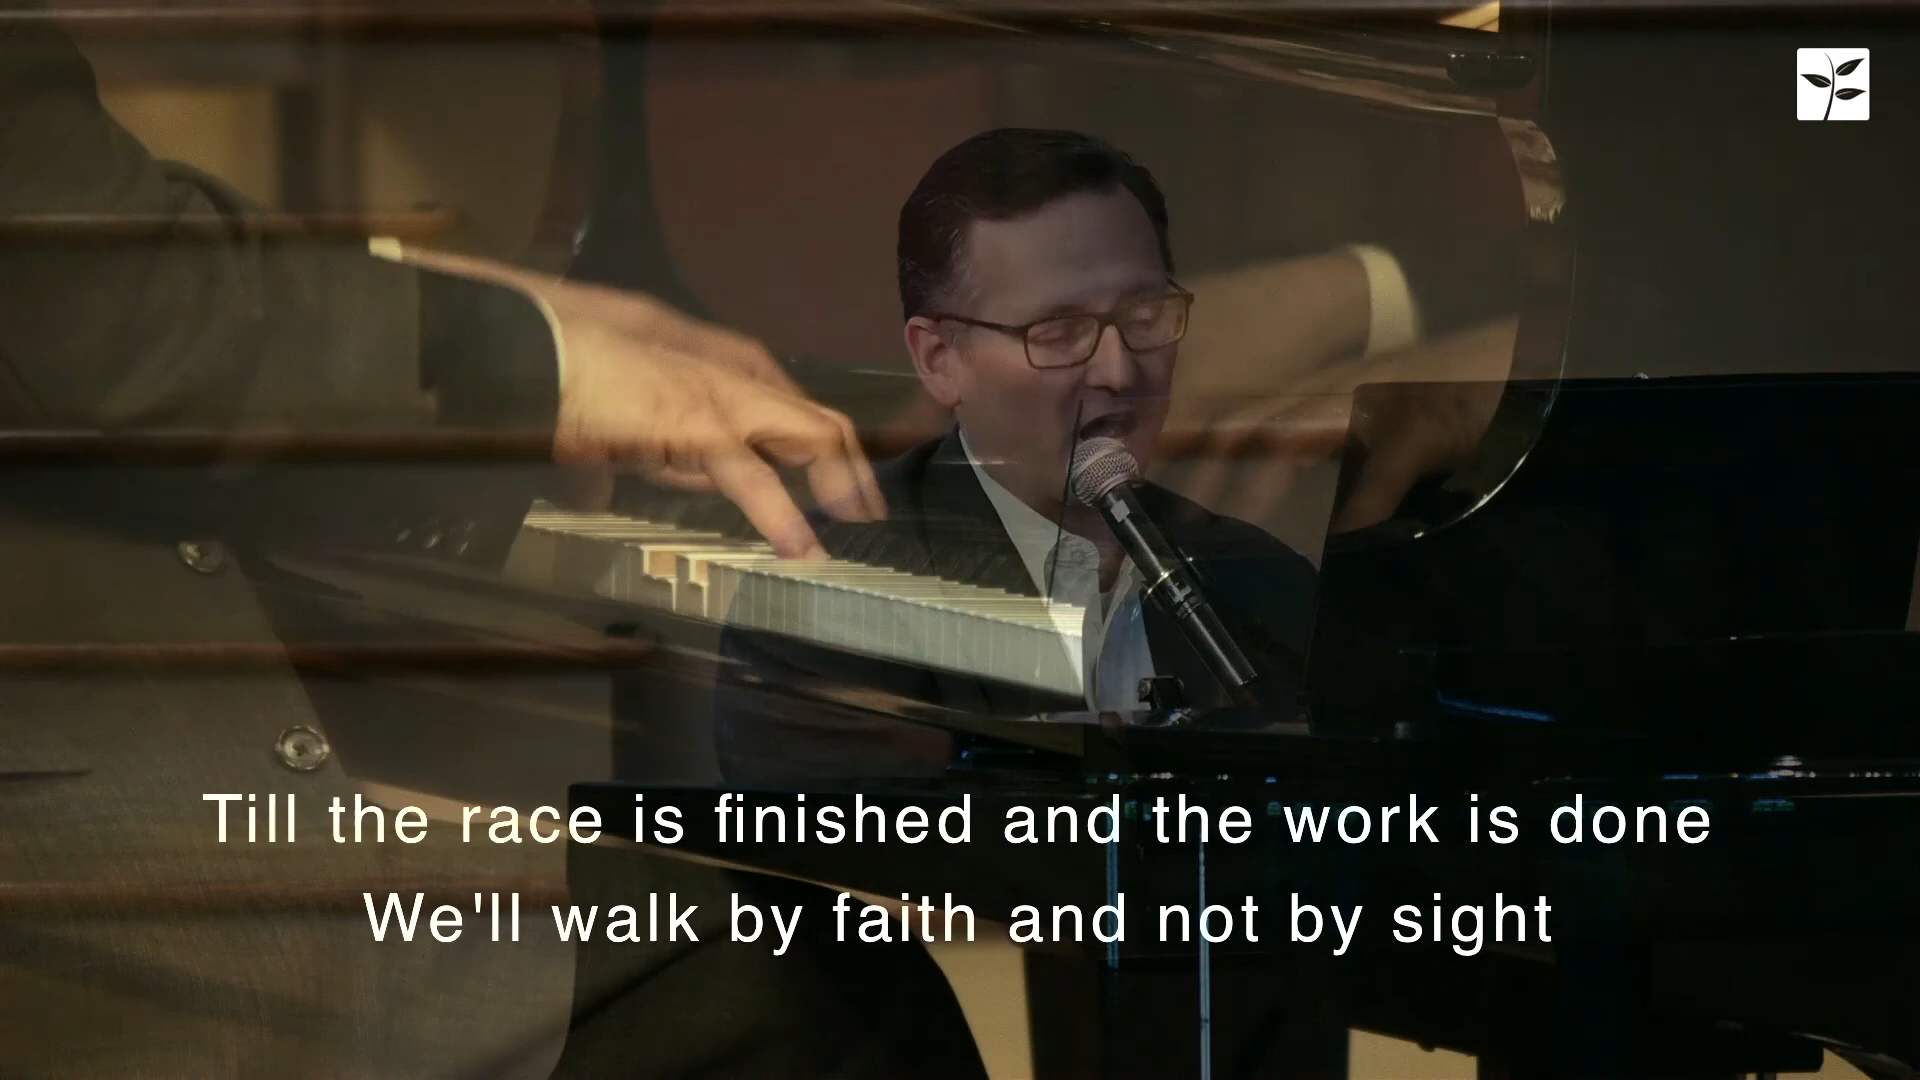 Till the race is finished and the work is done
We'll walk by faith and not by sight